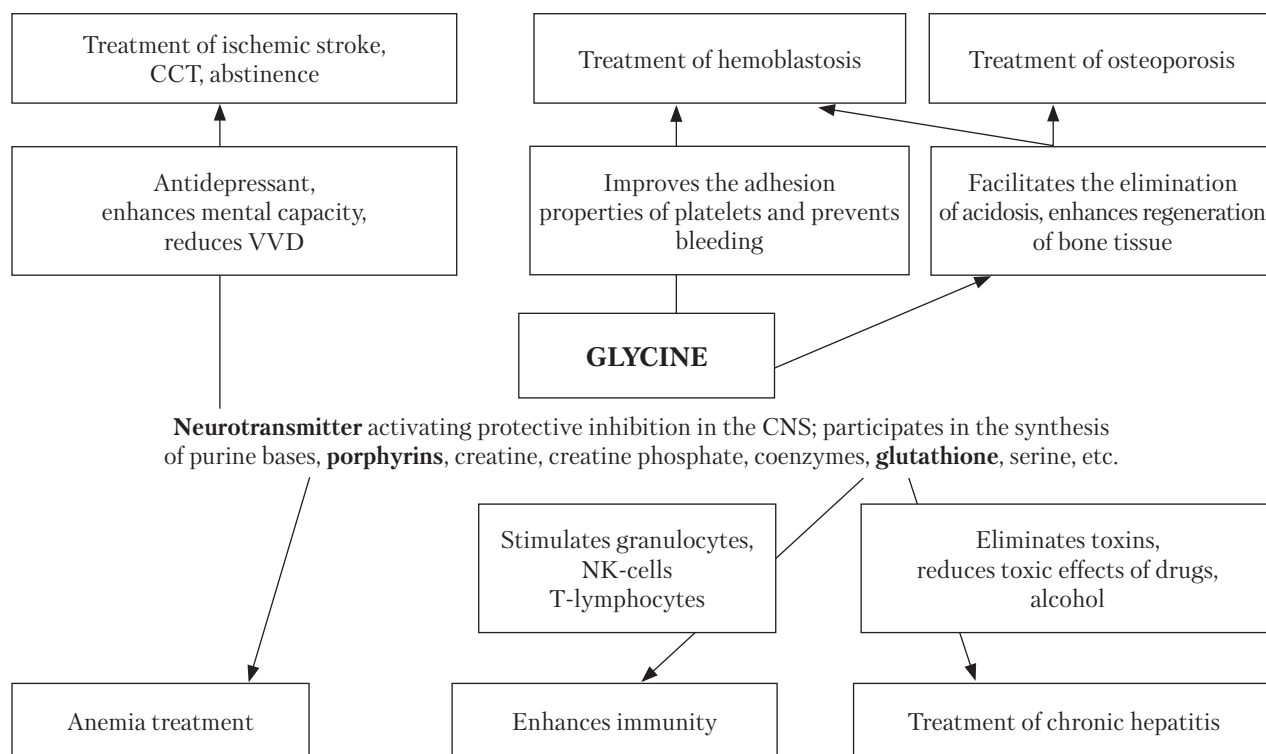 Treatment of ischemic stroke,
CCT, abstinence
Treatment of hemoblastosis
Treatment of osteoporosis
Antidepressant,
enhances mental capacity,
reduces VVD
Improves the adhesion
properties of platelets and prevents
bleeding
Facilitates the elimination
of acidosis, enhances regeneration
of bone tissue
GLYCINE
Neurotransmitter activating protective inhibition in the CNS; participates in the synthesis
of purine bases, porphyrins, creatine, creatine phosphate, coenzymes, glutathione, serine, etc.
Stimulates granulocytes,
NK-cells
T-lymphocytes
Eliminates toxins,
reduces toxic effects of drugs,
alcohol
Anemia treatment
Enhances immunity
Treatment of chronic hepatitis